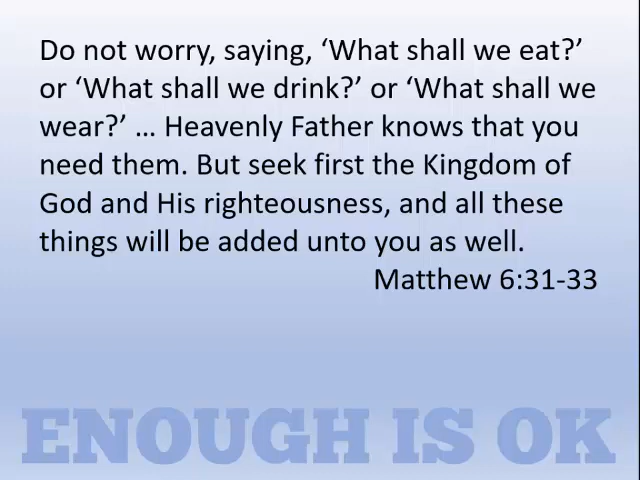 Do not worry, saying, ‘What shall we eat?’
or ‘What shall we drink?’ or ‘What shall we
wear?’ … Heavenly Father knows that you
need them. But seek first the Kingdom of
God and His righteousness, and all these
things will be added unto you as well.
Matthew 6:31-33
ENOUGH IS OK